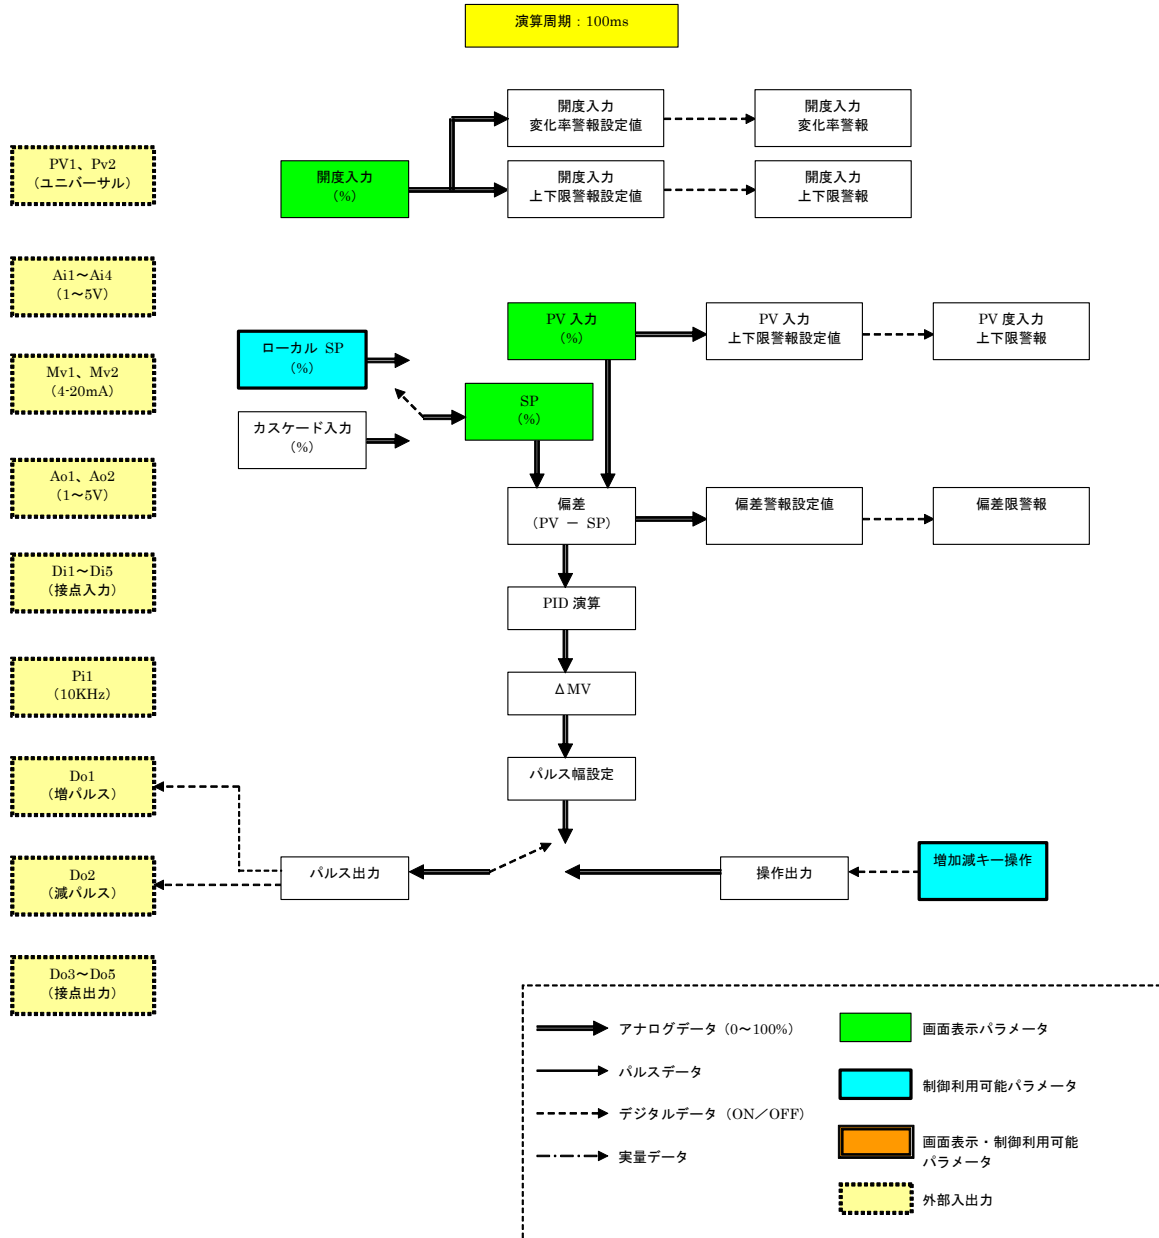 演算周期：100ms
開度入力
変化率警報設定値
開度入力
変化率警報
PV1、Pv2
（ユニバーサル）
開度入力
（%）
開度入力
上下限警報設定値
開度入力
上下限警報
Ai1～Ai4
（1～5V）
PV 入力
（%）
PV 入力
上下限警報設定値
PV 度入力
上下限警報
ローカル SP
（%）
Mv1、Mv2
（4-20mA）
SP
（%）
カスケード入力
（%）
Ao1、Ao2
（1～5V）
偏差
（PV － SP）
偏差警報設定値
偏差限警報
Di1～Di5
（接点入力）
PID 演算
Pi1
（10KHz）
ΔMV
Do1
（増パルス）
パルス幅設定
Do2
（減パルス）
パルス出力
操作出力
増加減キー操作
Do3～Do5
（接点出力）
アナログデータ（0～100%）
画面表示パラメータ
パルスデータ
制御利用可能パラメータ
デジタルデータ（ON／OFF）
画面表示・制御利用可能
パラメータ
実量データ
外部入出力